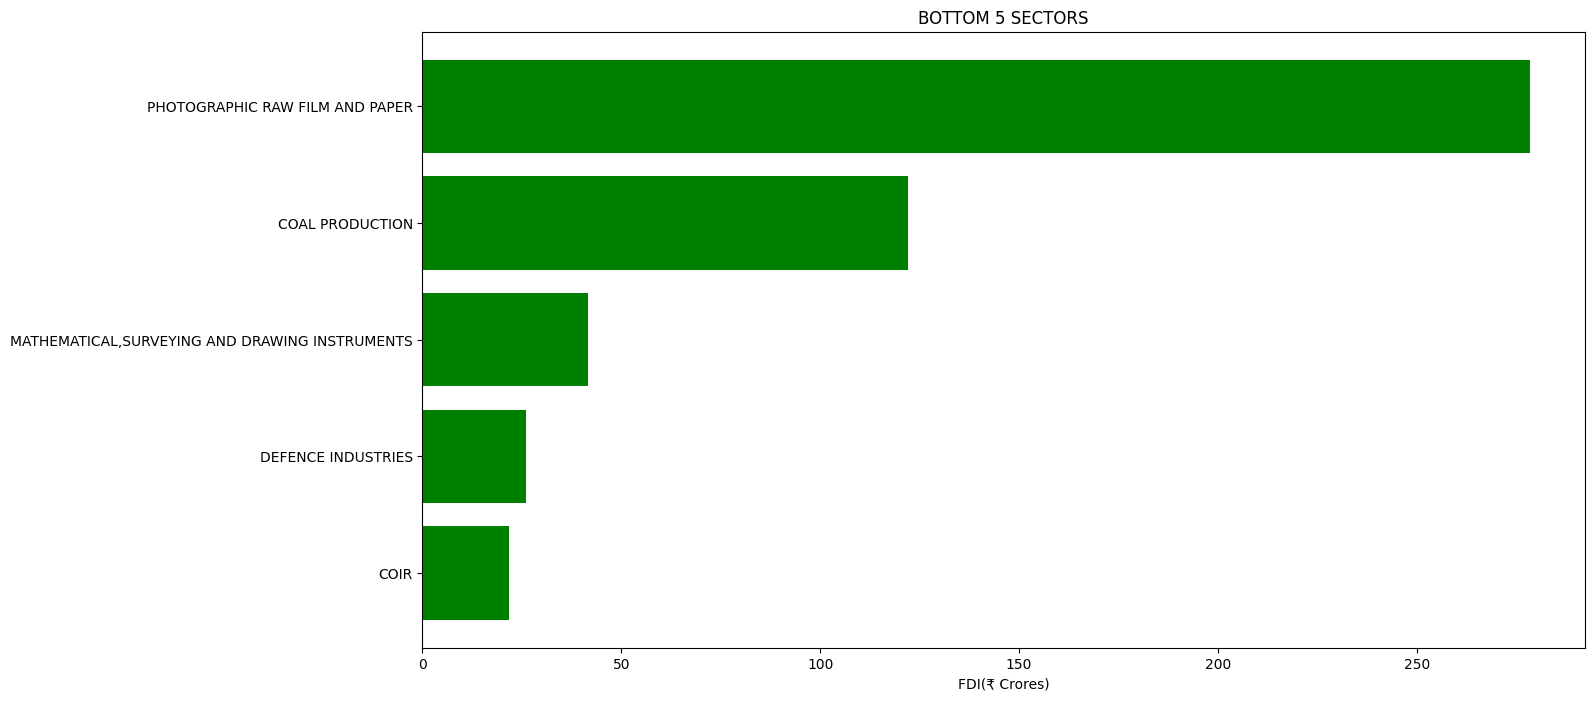 BOTTOM 5 SECTORS
PHOTOGRAPHIC RAW FILM AND PAPER
COAL PRODUCTION
MATHEMATICAL,SURVEYING AND DRAWING INSTRUMENTS
DEFENCE INDUSTRIES
COIR
0 50 100 150 200 250
FDI(₹ Crores)